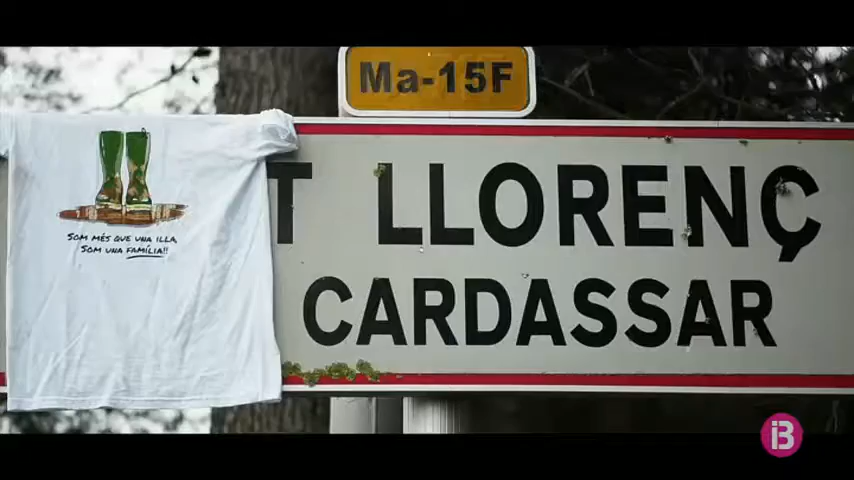 Ma-15F
T LLORENÇ
CARDASSAR
SOM MÉS QUE UNA ILLA,
SOM UNA FAMÍLIA!!
IB